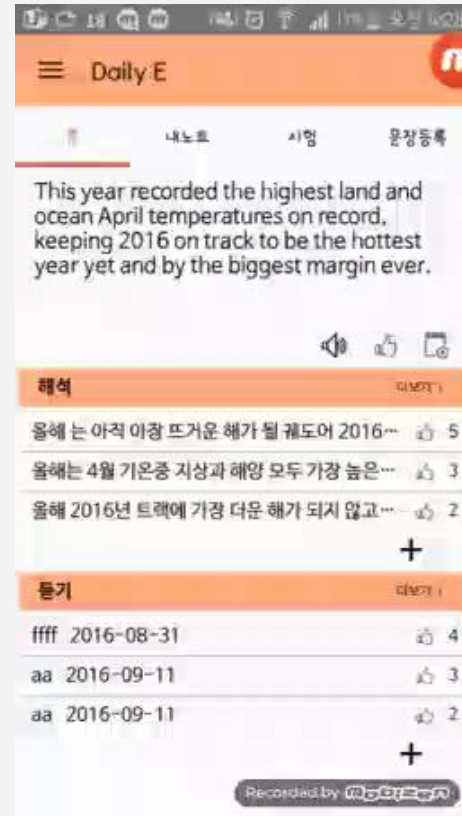 18
Daily E
내노트 시험 문장등록
This year recorded the highest land and
ocean April temperatures on record,
keeping 2016 on track to be the hottest
year yet and by the biggest margin ever.
해석 더보기
올해 는 아직 야장 뜨거운 해가 될 궤도어 2016… 5
올해는 4월 기온중 지상과 해양 모두 가장 높은… 3
올해 2016년 트랙에 가장 더운 해가 되지 않고… 2
+
듣기 더보기
ffff 2016-08-31 4
aa 2016-09-11 3
aa 2016-09-11 2
+
Recorded by